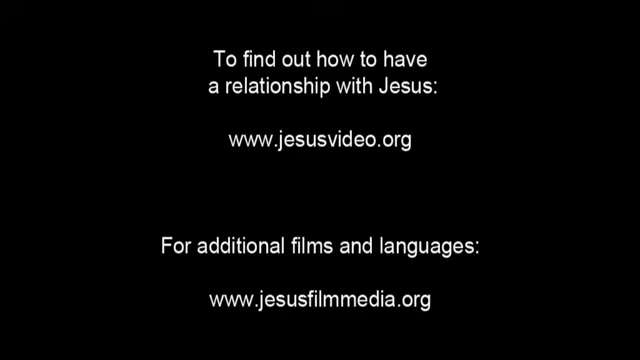 To find out how to have
a relationship with Jesus:
www.jesusvideo.org
For additional films and languages:
www.jesusfilmmedia.org